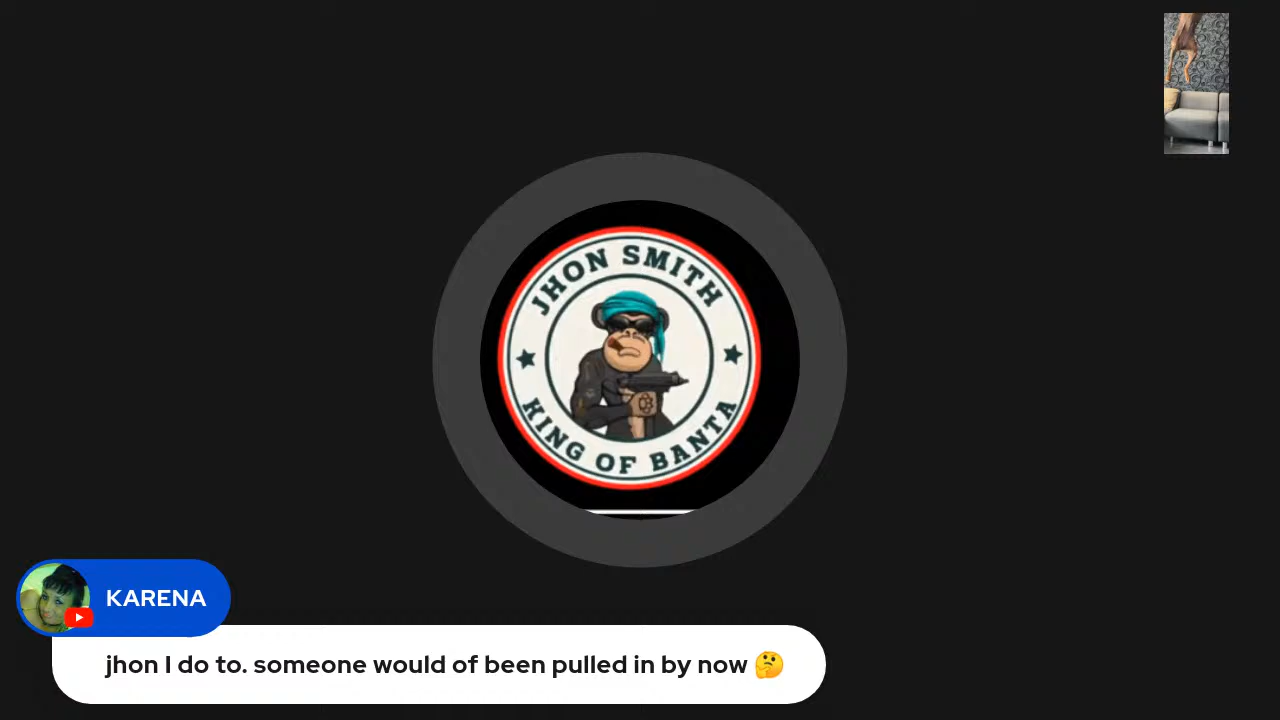 JHON SMITH
KING OF BANTA
KARENA
jhon I do to. someone would of been pulled in by now 🤔